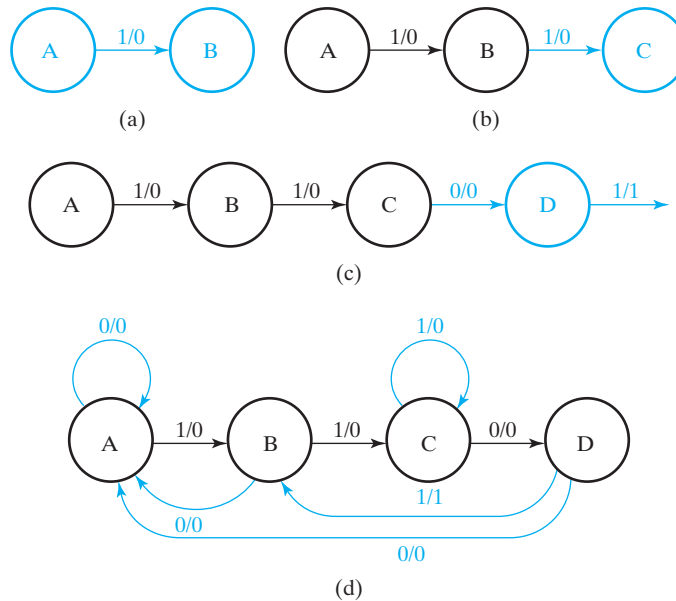 1/0 1/0 1/0
A B A B C
(a) (b)
1/0 1/0 0/0 1/1
A B C D
(c)
0/0 1/0
1/0 1/0 0/0
A B C D
1/1
0/0
0/0
(d)